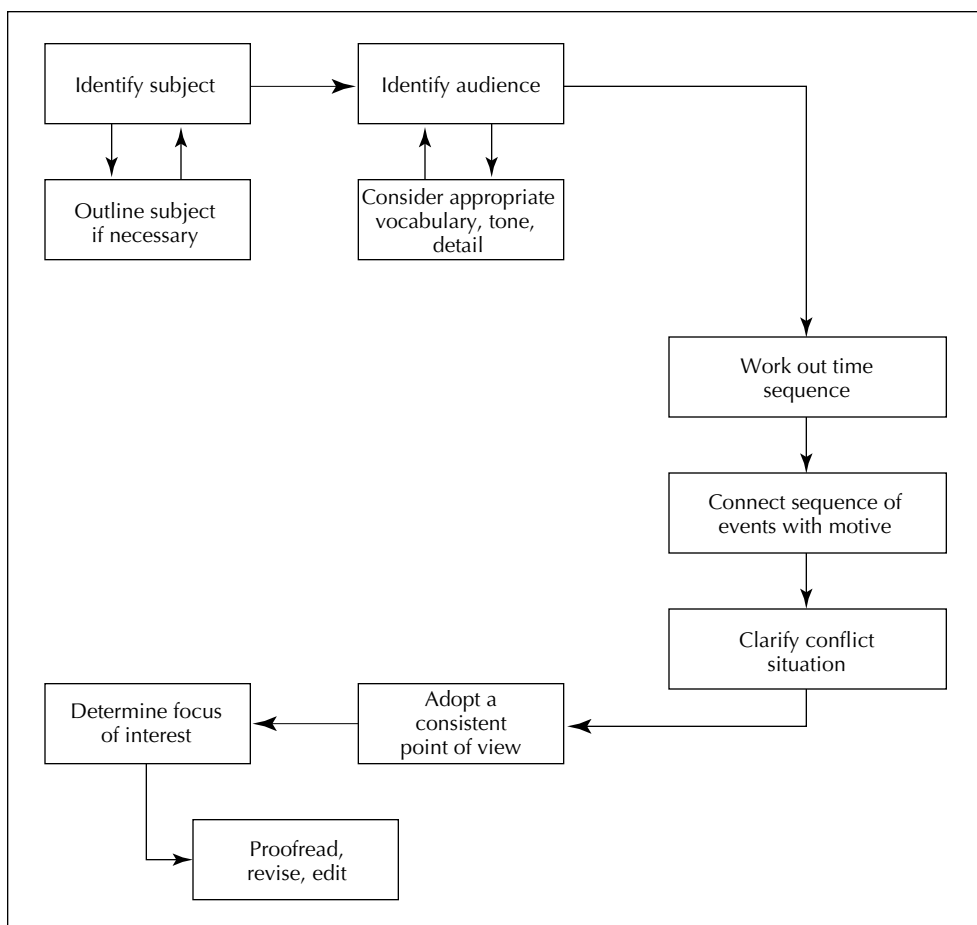 Identify subject
Identify audience
Outline subject
if necessary
Consider appropriate
vocabulary, tone,
detail
Work out time
sequence
Connect sequence of
events with motive
Clarify conflict
situation
Adopt a
consistent
point of view
Determine focus
of interest
Proofread,
revise, edit